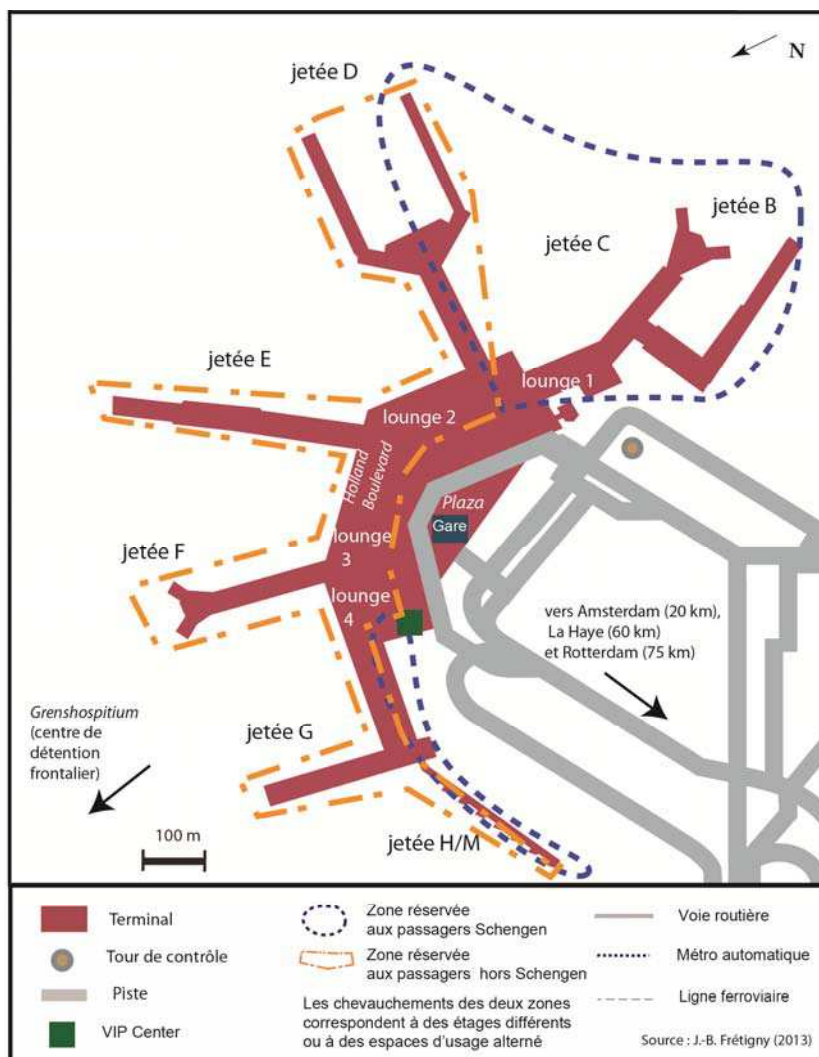 N
jetée D
jetée B
jetée C
jetée E
lounge 1
lounge 2
Holland
Boulevard
Plaza
Gare
jetée F
lounge
3
lounge
4
vers Amsterdam (20 km),
La Haye (60 km)
et Rotterdam (75 km)
Grenshospitium
(centre de
détention
frontalier)
jetée G
100 m
jetée H/M
Terminal
Tour de contrôle
Piste
VIP Center
Zone réservée
aux passagers Schengen
Zone réservée
aux passagers hors Schengen
Les chevauchements des deux zones
correspondent à des étages différents
ou à des espaces d'usage alterné
Voie routière
Métro automatique
Ligne ferroviaire
Source : J.-B. Frétigny (2013)